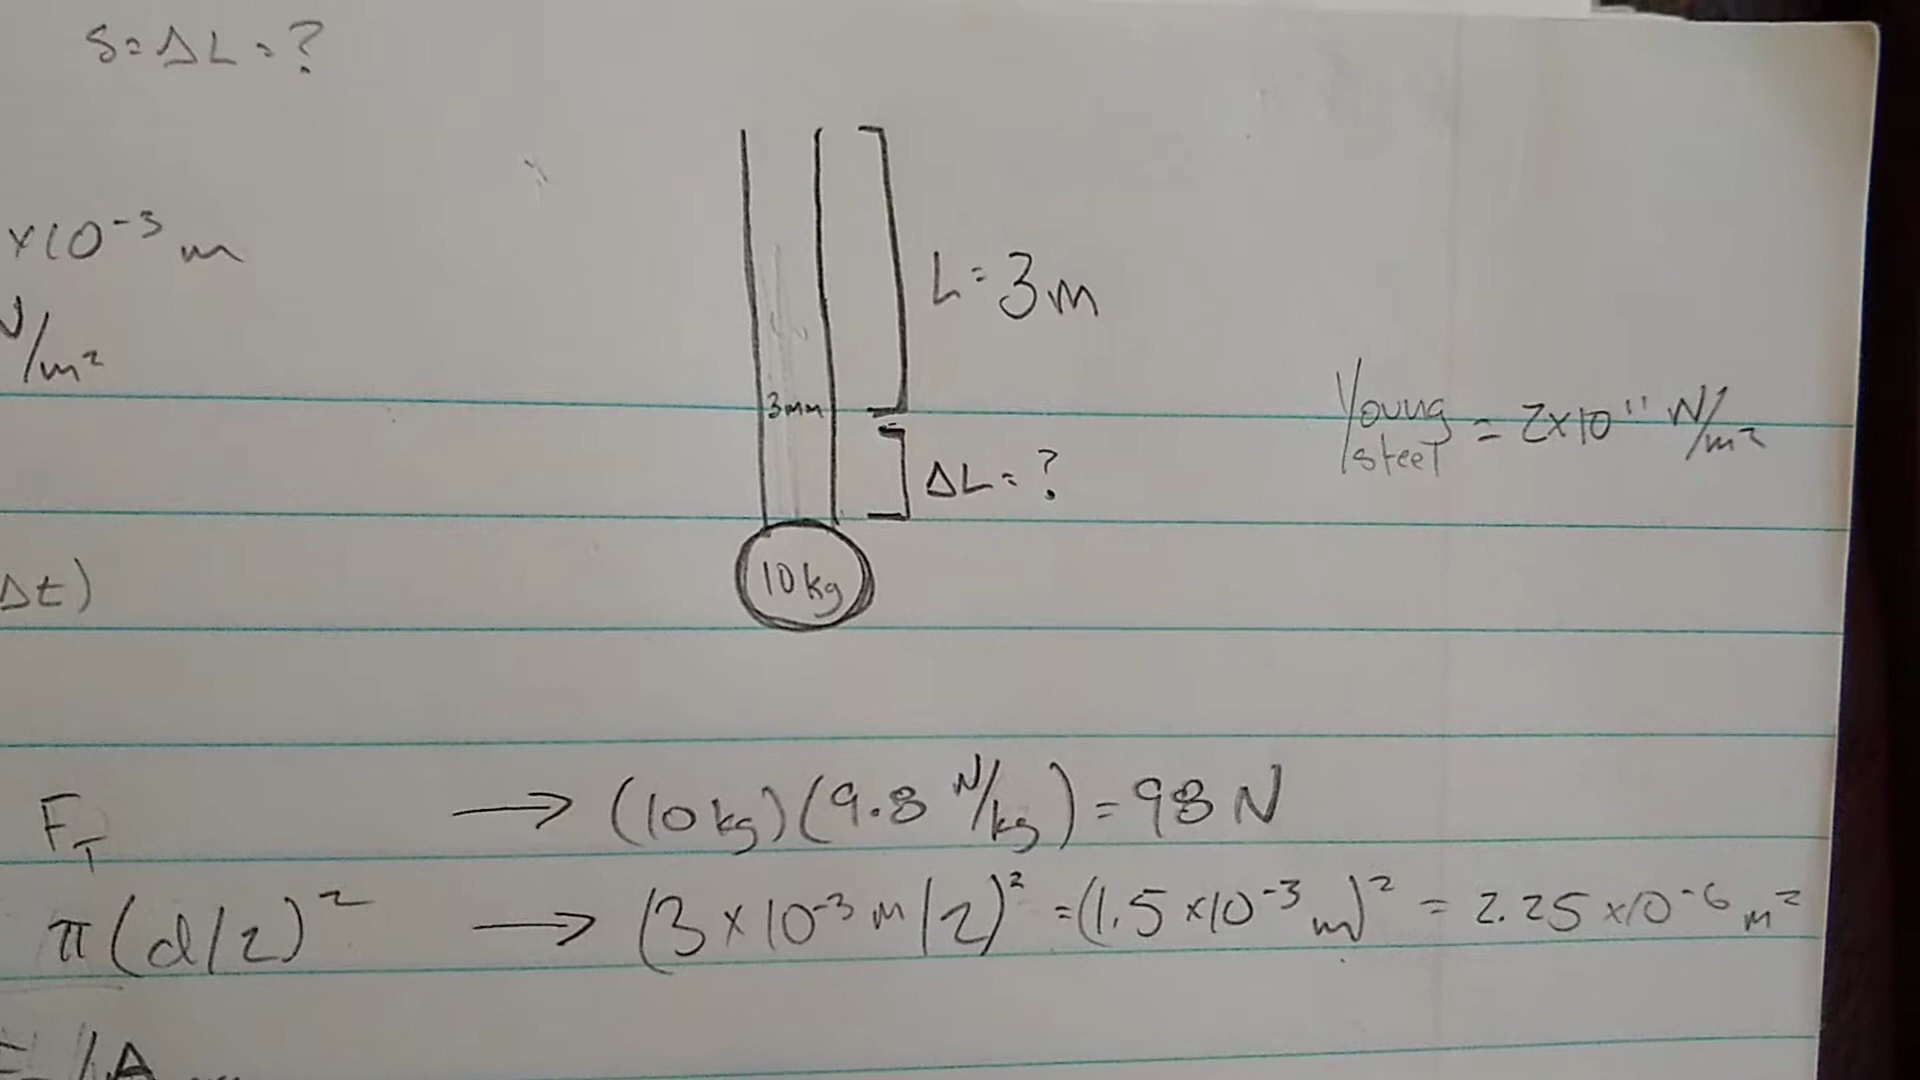 S=ΔL=?
×10⁻³ m
N/m²
L=3m
3mm
ΔL=?
Young steel = 2×10¹¹ N/m²
10kg
Δt)
F_T → (10kg)(9.8 N/kg)=98N
π(d/2)² → (3×10⁻³ m/2)² =(1.5×10⁻³ m)² = 2.25×10⁻⁶ m²
/A